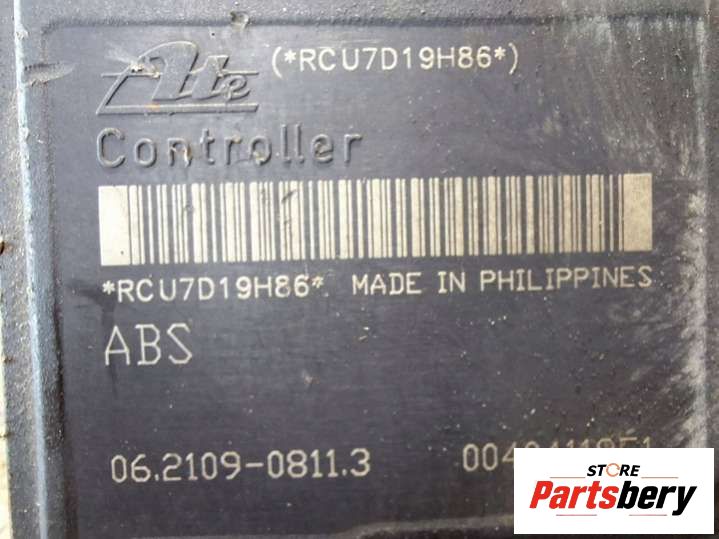 Ate (*RCU7D19H86*)
Controller
*RCU7D19H86* MADE IN PHILIPPINES
ABS
06.2109-0811.3
STORE
Partsbery